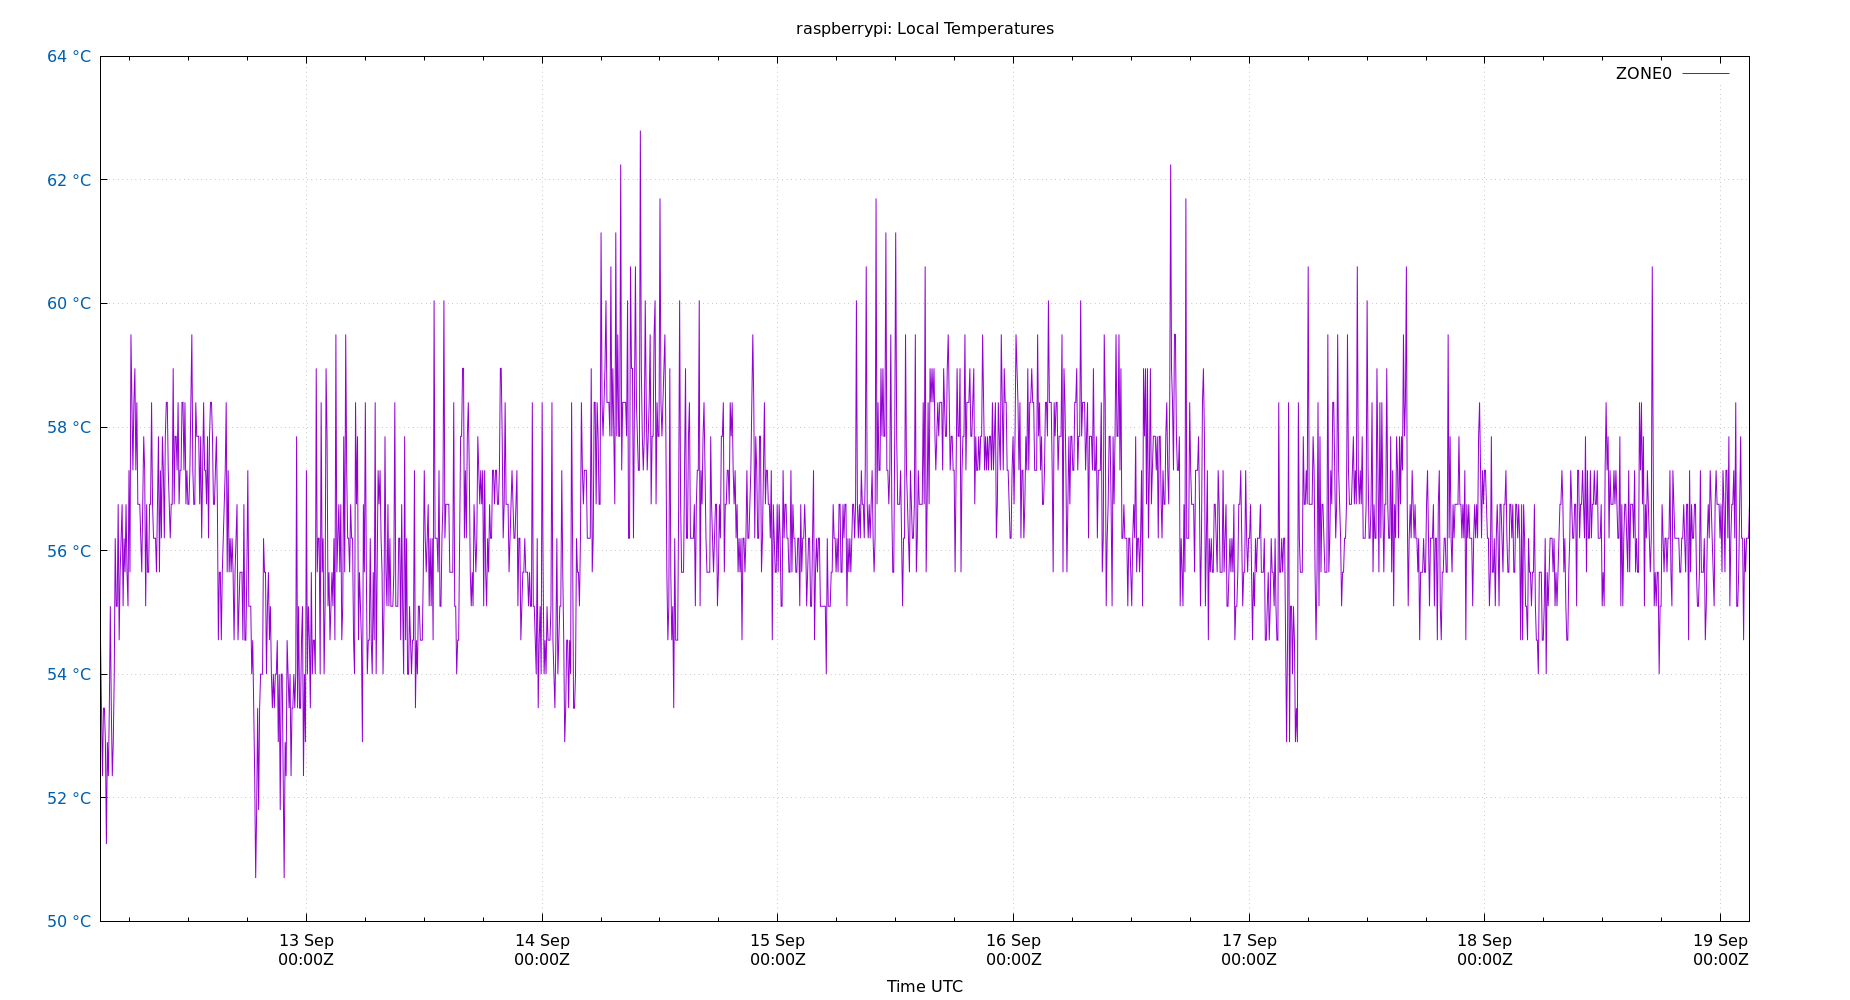 raspberrypi: Local Temperatures
64 °C
ZONE0
62 °C
60 °C
58 °C
56 °C
54 °C
52 °C
50 °C
13 Sep 14 Sep 15 Sep 16 Sep 17 Sep 18 Sep 19 Sep
00:00Z 00:00Z 00:00Z 00:00Z 00:00Z 00:00Z 00:00Z
Time UTC